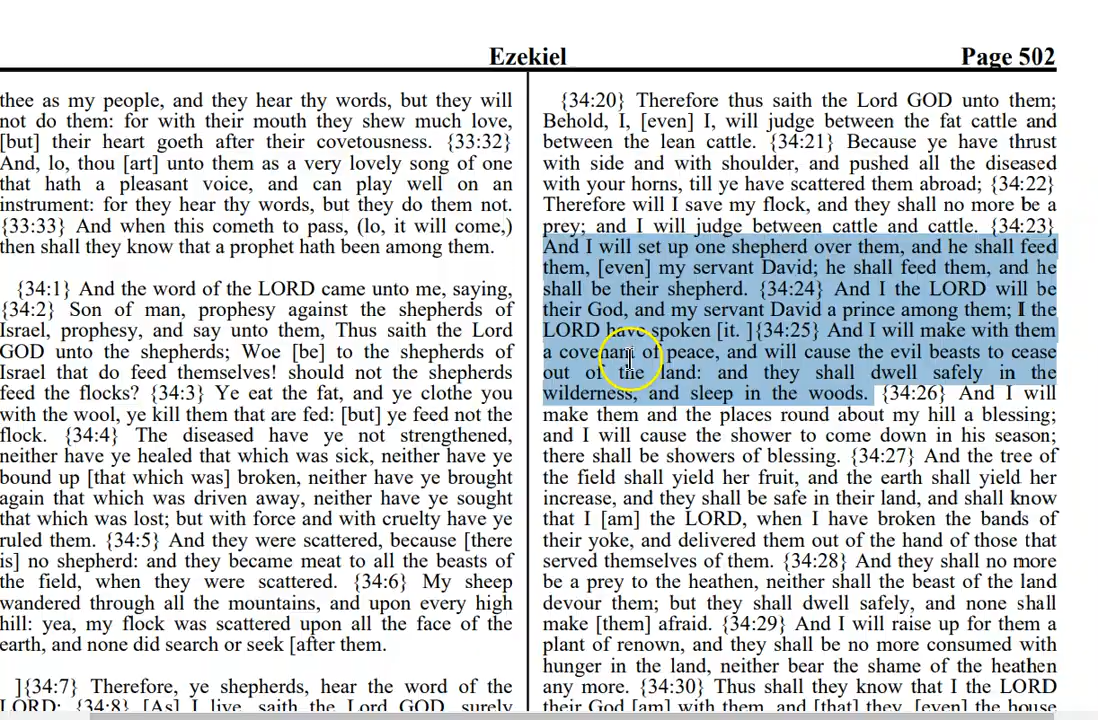 Ezekiel
Page 502
thee as my people, and they hear thy words, but they will
not do them: for with their mouth they shew much love,
[but] their heart goeth after their covetousness. {33:32}
And, lo, thou [art] unto them as a very lovely song of one
that hath a pleasant voice, and can play well on an
instrument: for they hear thy words, but they do them not.
{33:33} And when this cometh to pass, (lo, it will come,)
then shall they know that a prophet hath been among them.
{34:1} And the word of the LORD came unto me, saying,
{34:2} Son of man, prophesy against the shepherds of
Israel, prophesy, and say unto them, Thus saith the Lord
GOD unto the shepherds; Woe [be] to the shepherds of
Israel that do feed themselves! should not the shepherds
feed the flocks? {34:3} Ye eat the fat, and ye clothe you
with the wool, ye kill them that are fed: [but] ye feed not the
flock. {34:4} The diseased have ye not strengthened,
neither have ye healed that which was sick, neither have ye
bound up [that which was] broken, neither have ye brought
again that which was driven away, neither have ye sought
that which was lost; but with force and with cruelty have ye
ruled them. {34:5} And they were scattered, because [there
is] no shepherd: and they became meat to all the beasts of
the field, when they were scattered. {34:6} My sheep
wandered through all the mountains, and upon every high
hill: yea, my flock was scattered upon all the face of the
earth, and none did search or seek [after them.
]{34:7} Therefore, ye shepherds, hear the word of the
LORD; {34:8} [As] I live, saith the Lord GOD, surely
{34:20} Therefore thus saith the Lord GOD unto them;
Behold, I, [even] I, will judge between the fat cattle and
between the lean cattle. {34:21} Because ye have thrust
with side and with shoulder, and pushed all the diseased
with your horns, till ye have scattered them abroad; {34:22}
Therefore will I save my flock, and they shall no more be a
prey; and I will judge between cattle and cattle. {34:23}
And I will set up one shepherd over them, and he shall feed
them, [even] my servant David; he shall feed them, and he
shall be their shepherd. {34:24} And I the LORD will be
their God, and my servant David a prince among them; I the
LORD have spoken [it. ]{34:25} And I will make with them
a covenant of peace, and will cause the evil beasts to cease
out of the land: and they shall dwell safely in the
wilderness, and sleep in the woods. {34:26} And I will
make them and the places round about my hill a blessing;
and I will cause the shower to come down in his season;
there shall be showers of blessing. {34:27} And the tree of
the field shall yield her fruit, and the earth shall yield her
increase, and they shall be safe in their land, and shall know
that I [am] the LORD, when I have broken the bands of
their yoke, and delivered them out of the hand of those that
served themselves of them. {34:28} And they shall no more
be a prey to the heathen, neither shall the beast of the land
devour them; but they shall dwell safely, and none shall
make [them] afraid. {34:29} And I will raise up for them a
plant of renown, and they shall be no more consumed with
hunger in the land, neither bear the shame of the heathen
any more. {34:30} Thus shall they know that I the LORD
their God [am] with them, and [that] they, [even] the house